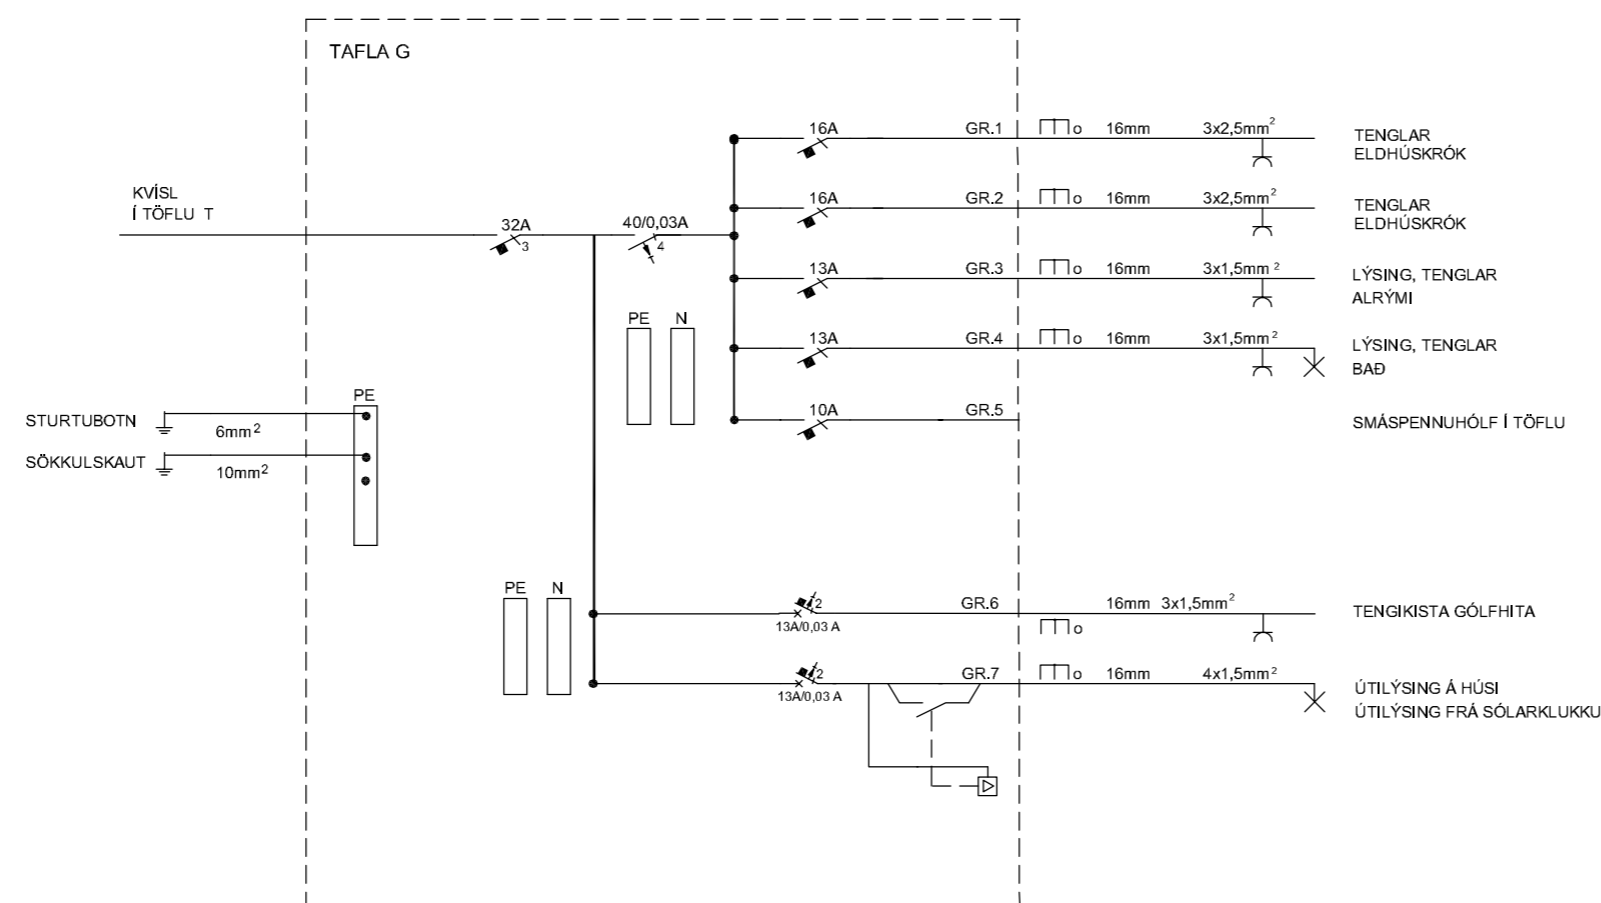 TAFLA G
16A GR.1 o 16mm 3x2,5mm²
TENGLAR
ELDHÚSKRÓK
KVÍSL
Í TÖFLU T
16A GR.2 o 16mm 3x2,5mm²
TENGLAR
ELDHÚSKRÓK
32A
3
40/0,03A
4
13A GR.3 o 16mm 3x1,5mm²
LÝSING, TENGLAR
ALRÝMI
PE N
13A GR.4 o 16mm 3x1,5mm²
LÝSING, TENGLAR
BAÐ
PE
10A GR.5
SMÁSPENNUHÓLF Í TÖFLU
STURTUBOTN
6mm²
SÖKKULSKAUT
10mm²
PE N
2 GR.6 16mm 3x1,5mm²
o
13A/0,03 A
TENGIKISTA GÓLFHITA
2 GR.7 o 16mm 4x1,5mm²
13A/0,03 A
ÚTILÝSING Á HÚSI
ÚTILÝSING FRÁ SÓLARKLUKKU